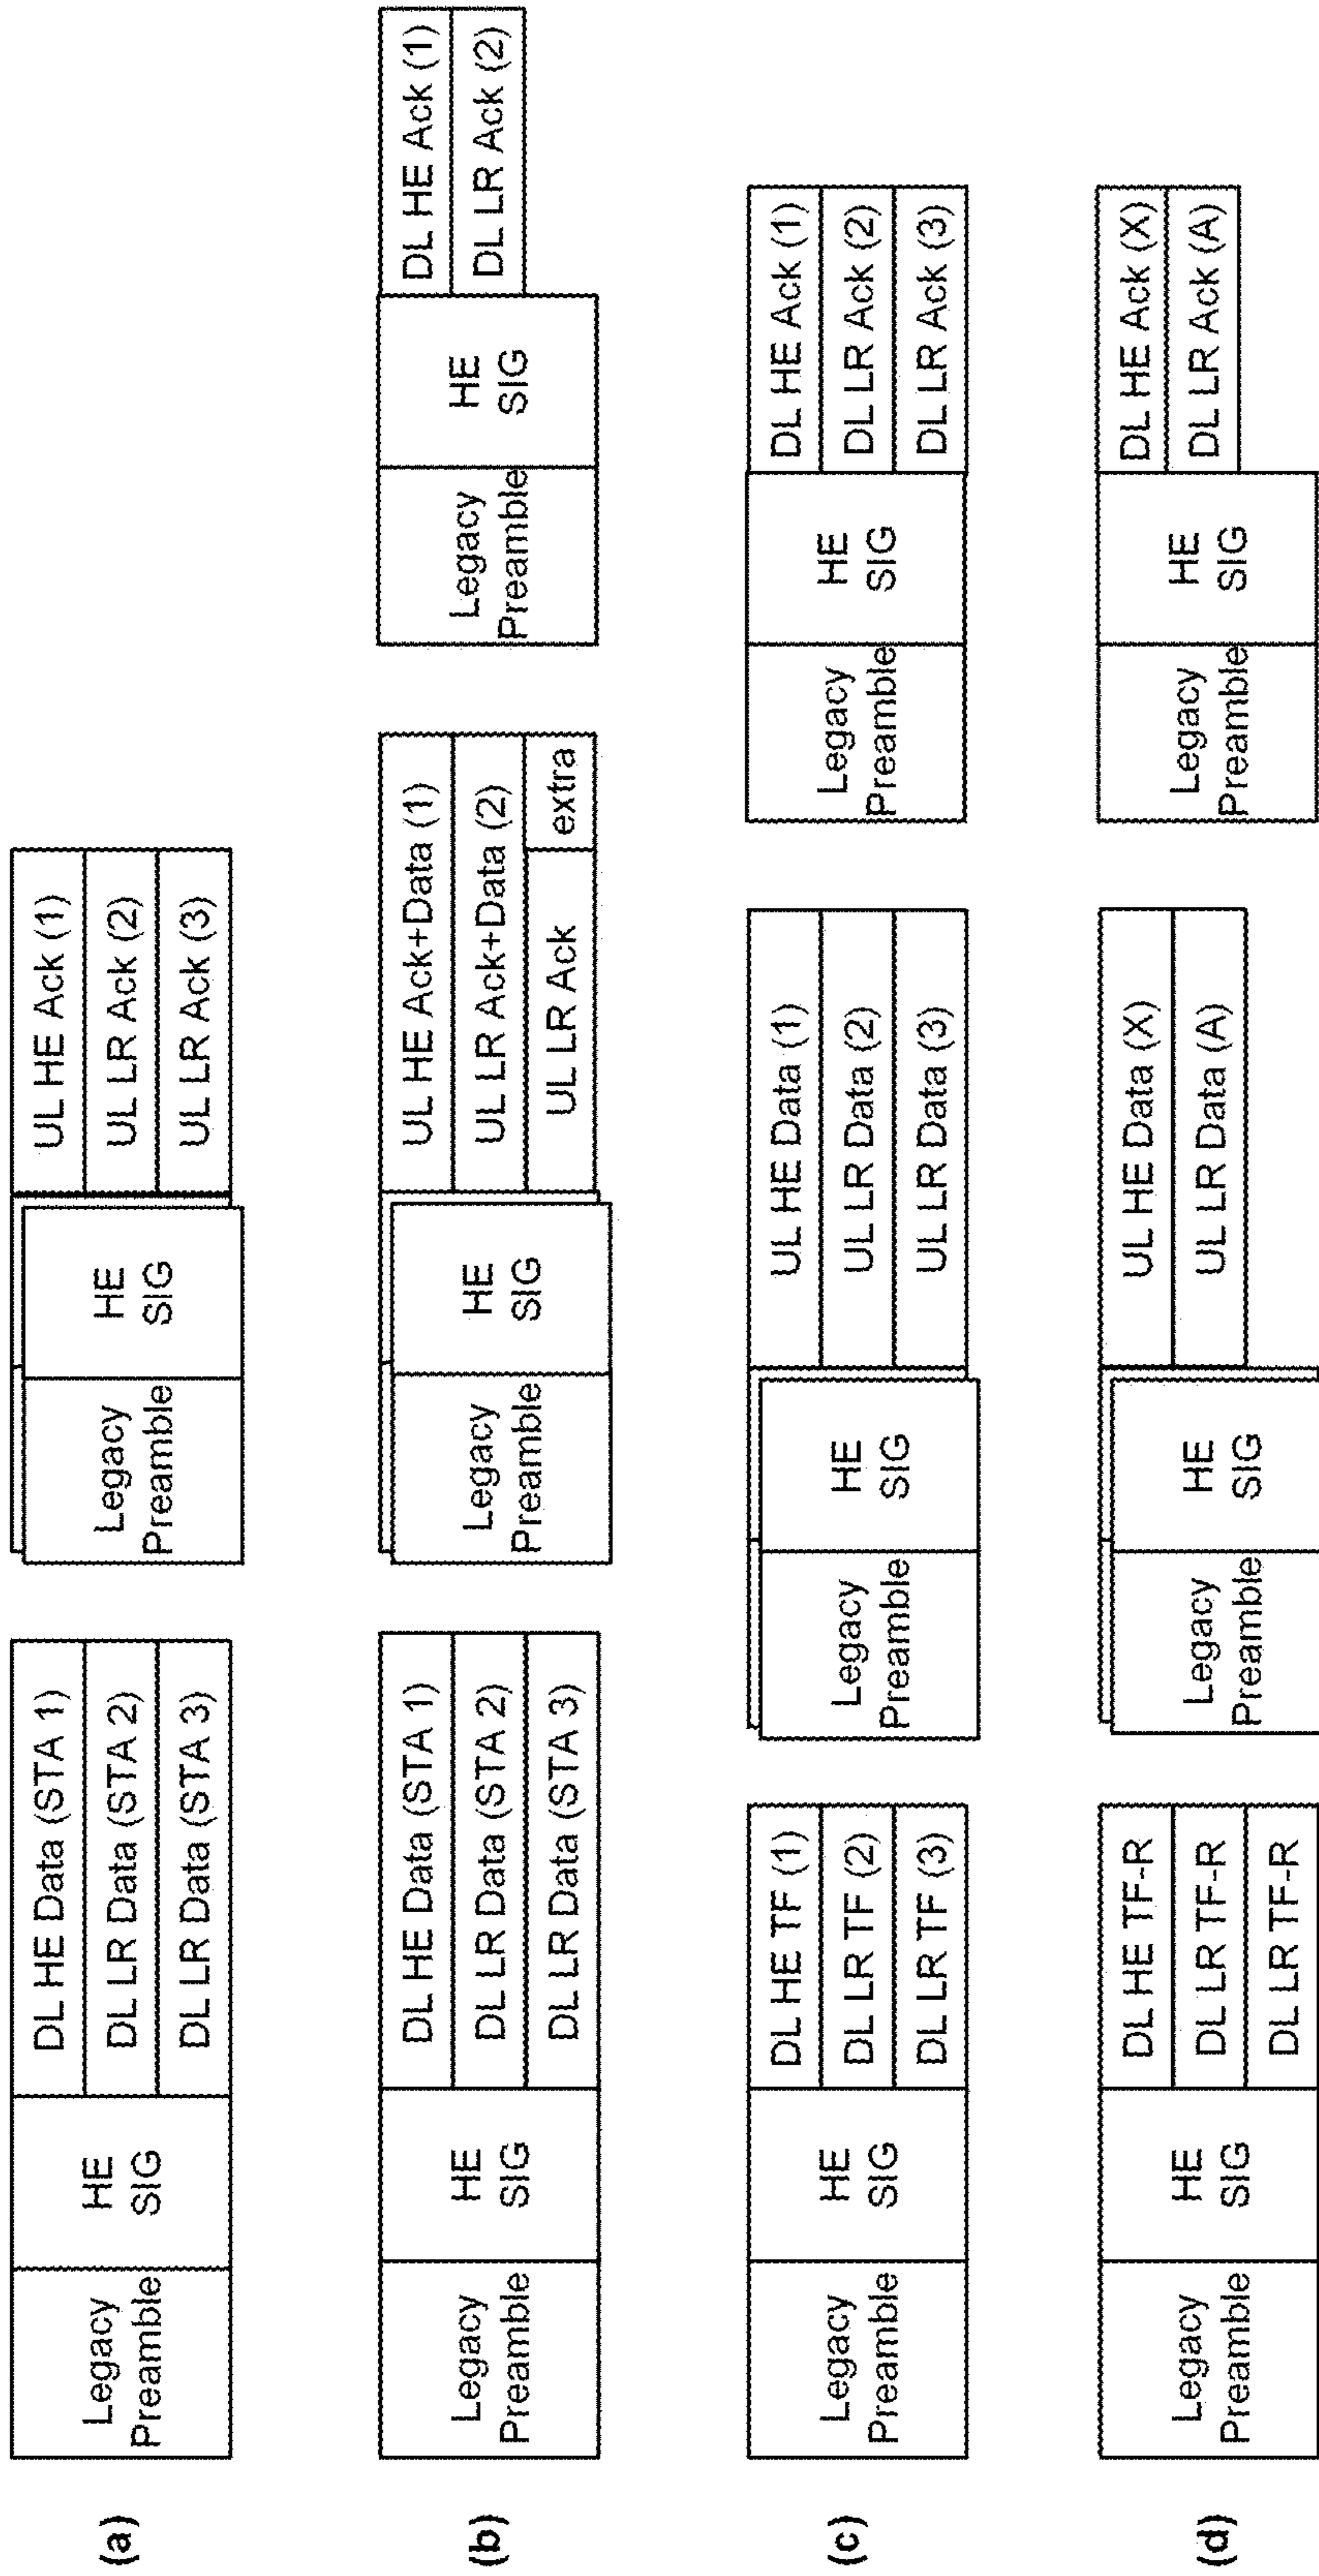 (a)
Legacy
Preamble
HE
SIG
DL HE Data (STA 1)
DL LR Data (STA 2)
DL LR Data (STA 3)
Legacy
Preamble
HE
SIG
UL HE Ack (1)
UL LR Ack (2)
UL LR Ack (3)
(b)
Legacy
Preamble
HE
SIG
DL HE Data (STA 1)
DL LR Data (STA 2)
DL LR Data (STA 3)
Legacy
Preamble
HE
SIG
UL HE Ack+Data (1)
UL LR Ack+Data (2)
UL LR Ack
extra
Legacy
Preamble
HE
SIG
DL HE Ack (1)
DL LR Ack (2)
(c)
Legacy
Preamble
HE
SIG
DL HE TF (1)
DL LR TF (2)
DL LR TF (3)
Legacy
Preamble
HE
SIG
UL HE Data (1)
UL LR Data (2)
UL LR Data (3)
Legacy
Preamble
HE
SIG
DL HE Ack (1)
DL LR Ack (2)
DL LR Ack (3)
(d)
Legacy
Preamble
HE
SIG
DL HE TF-R
DL LR TF-R
DL LR TF-R
Legacy
Preamble
HE
SIG
UL HE Data (X)
UL LR Data (A)
Legacy
Preamble
HE
SIG
DL HE Ack (X)
DL LR Ack (A)